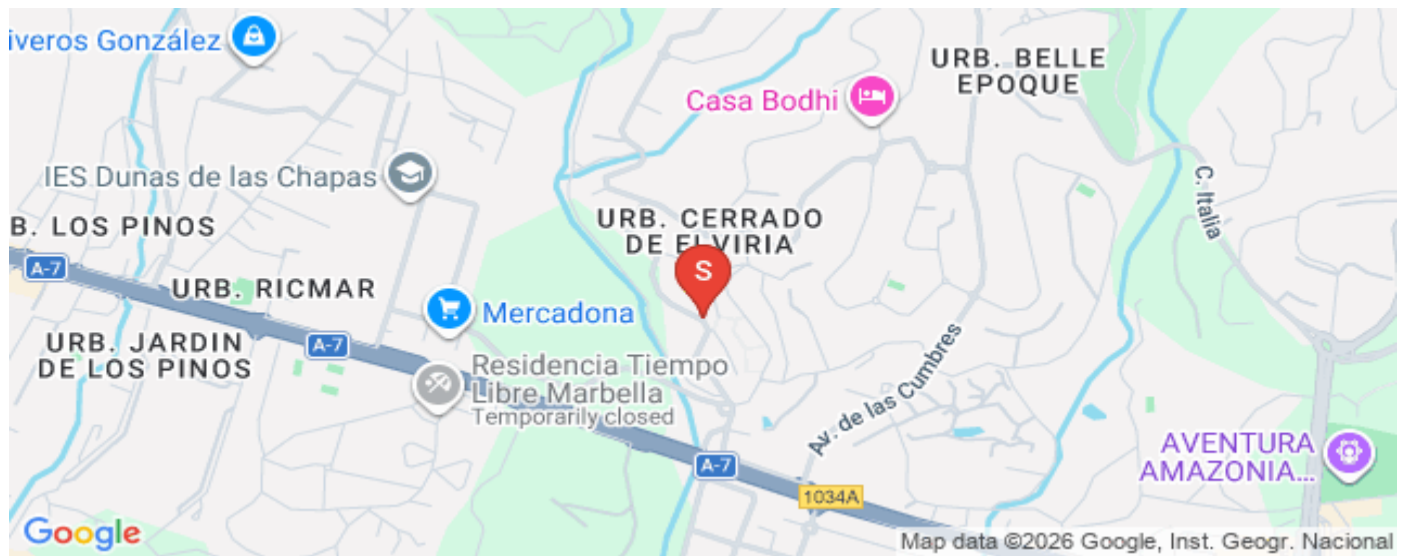 iveros González
URB. BELLE
EPOQUE
Casa Bodhi
IES Dunas de las Chapas
C. Italia
B. LOS PINOS
URB. CERRADO
DE ELVIRIA
A-7
S
URB. RICMAR
Mercadona
URB. JARDIN
DE LOS PINOS
A-7
Residencia Tiempo
Libre Marbella
Temporarily closed
Av. de las Cumbres
A-7
AVENTURA
AMAZONIA...
1034A
Google
Map data ©2026 Google, Inst. Geogr. Nacional